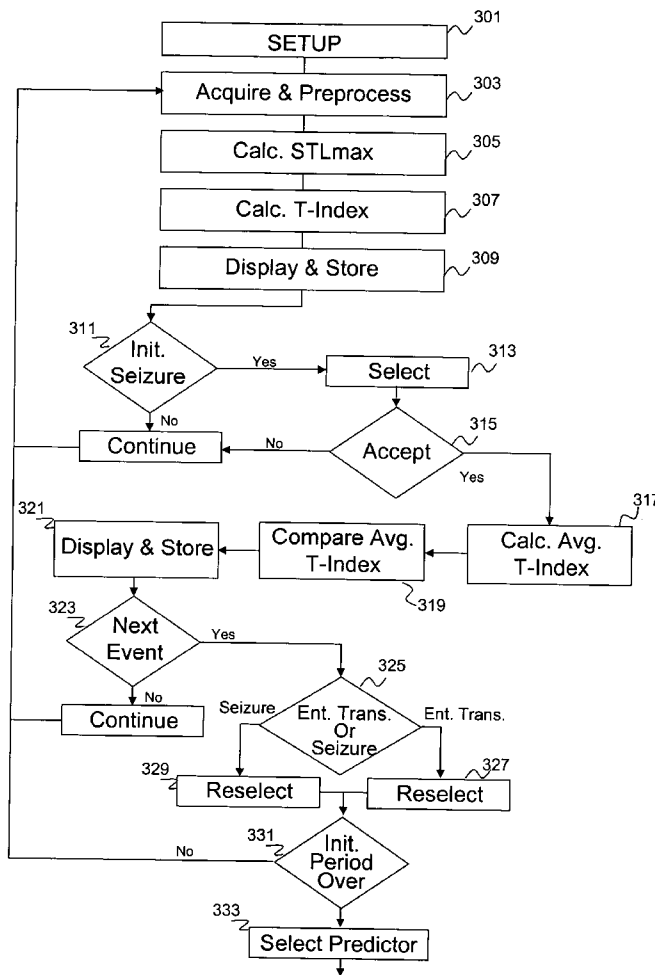 301
SETUP
Acquire & Preprocess
303
Calc. STLmax
305
Calc. T-Index
307
Display & Store
309
311
Init.
Seizure
Yes
Select
313
No
Continue
No
Accept
315
Yes
317
Calc. Avg.
T-Index
Compare Avg.
T-Index
319
321
Display & Store
323
Next
Event
Yes
No
Continue
325
Ent. Trans.
Or
Seizure
Seizure
Ent. Trans.
329
Reselect
327
Reselect
331
Init.
Period
Over
No
333
Select Predictor